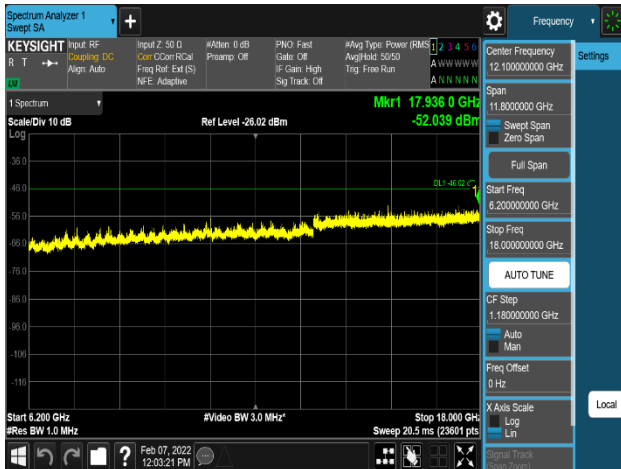 Spectrum Analyzer 1
Swept SA
Frequency
KEYSIGHT
R T
LXI
Input: RF
Coupling: DC
Align: Auto
Input Z: 50 Ω
Corr CCorr RCal
Freq Ref: Ext (S)
NFE: Adaptive
#Atten: 0 dB
Preamp: Off
PNO: Fast
Gate: Off
IF Gain: High
Sig Track: Off
#Avg Type: Power (RMS
Avg|Hold: 50/50
Trig: Free Run
1 2 3 4 5 6
A W W W W W
A N N N N N
1 Spectrum
Scale/Div 10 dB
Ref Level -26.02 dBm
Mkr1 17.936 0 GHz
-52.039 dBm
Log
DL1 -46.02
1
-36.0
-46.0
-56.0
-66.0
-76.0
-86.0
-96.0
-106
-116
Start 6.200 GHz
#Res BW 1.0 MHz
#Video BW 3.0 MHz*
Stop 18.000 GHz
Sweep 20.5 ms (23601 pts
Feb 07, 2022
12:03:21 PM
Center Frequency
12.100000000 GHz
Span
11.8000000 GHz
Swept Span
Zero Span
Full Span
Start Freq
6.200000000 GHz
Stop Freq
18.000000000 GHz
AUTO TUNE
CF Step
1.180000000 GHz
Auto
Man
Freq Offset
0 Hz
X Axis Scale
Log
Lin
Signal Track
(Span Zoom)
Settings
Local